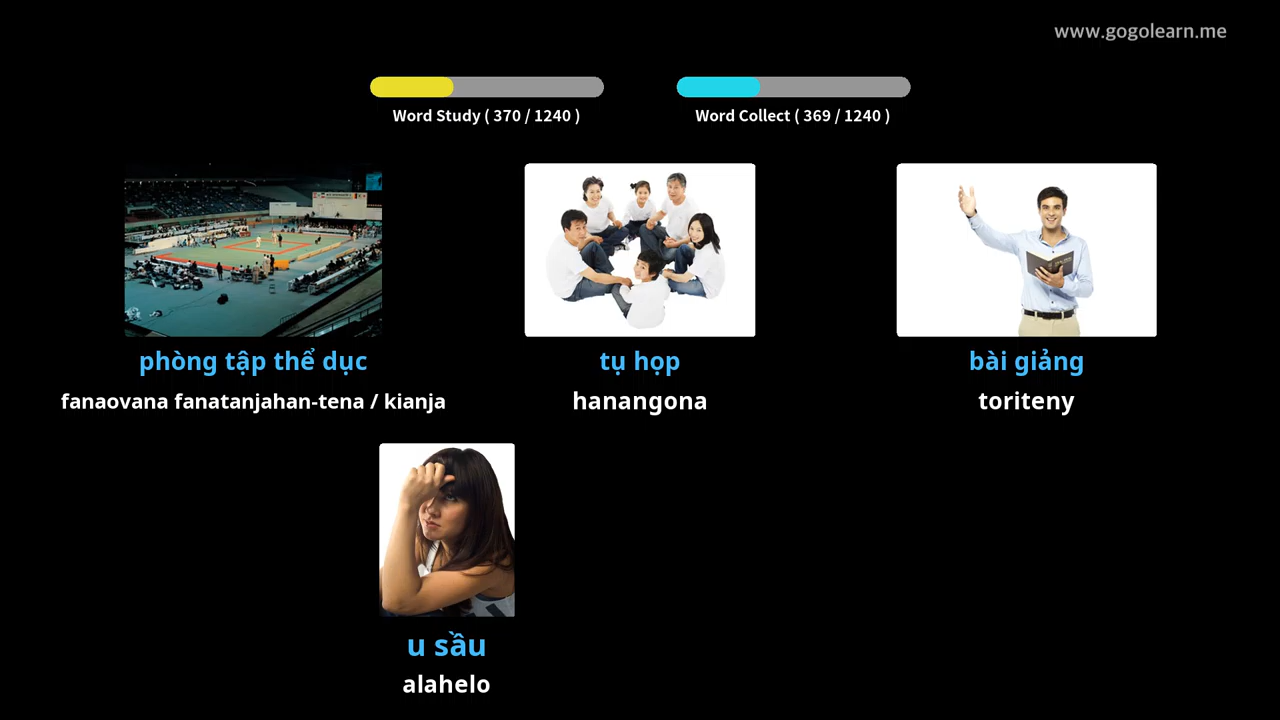 www.gogolearn.me
Word Study ( 370 / 1240 )
Word Collect ( 369 / 1240 )
phòng tập thể dục
fanaovana fanatanjahan-tena / kianja
tụ họp
hanangona
bài giảng
toriteny
u sầu
alahelo